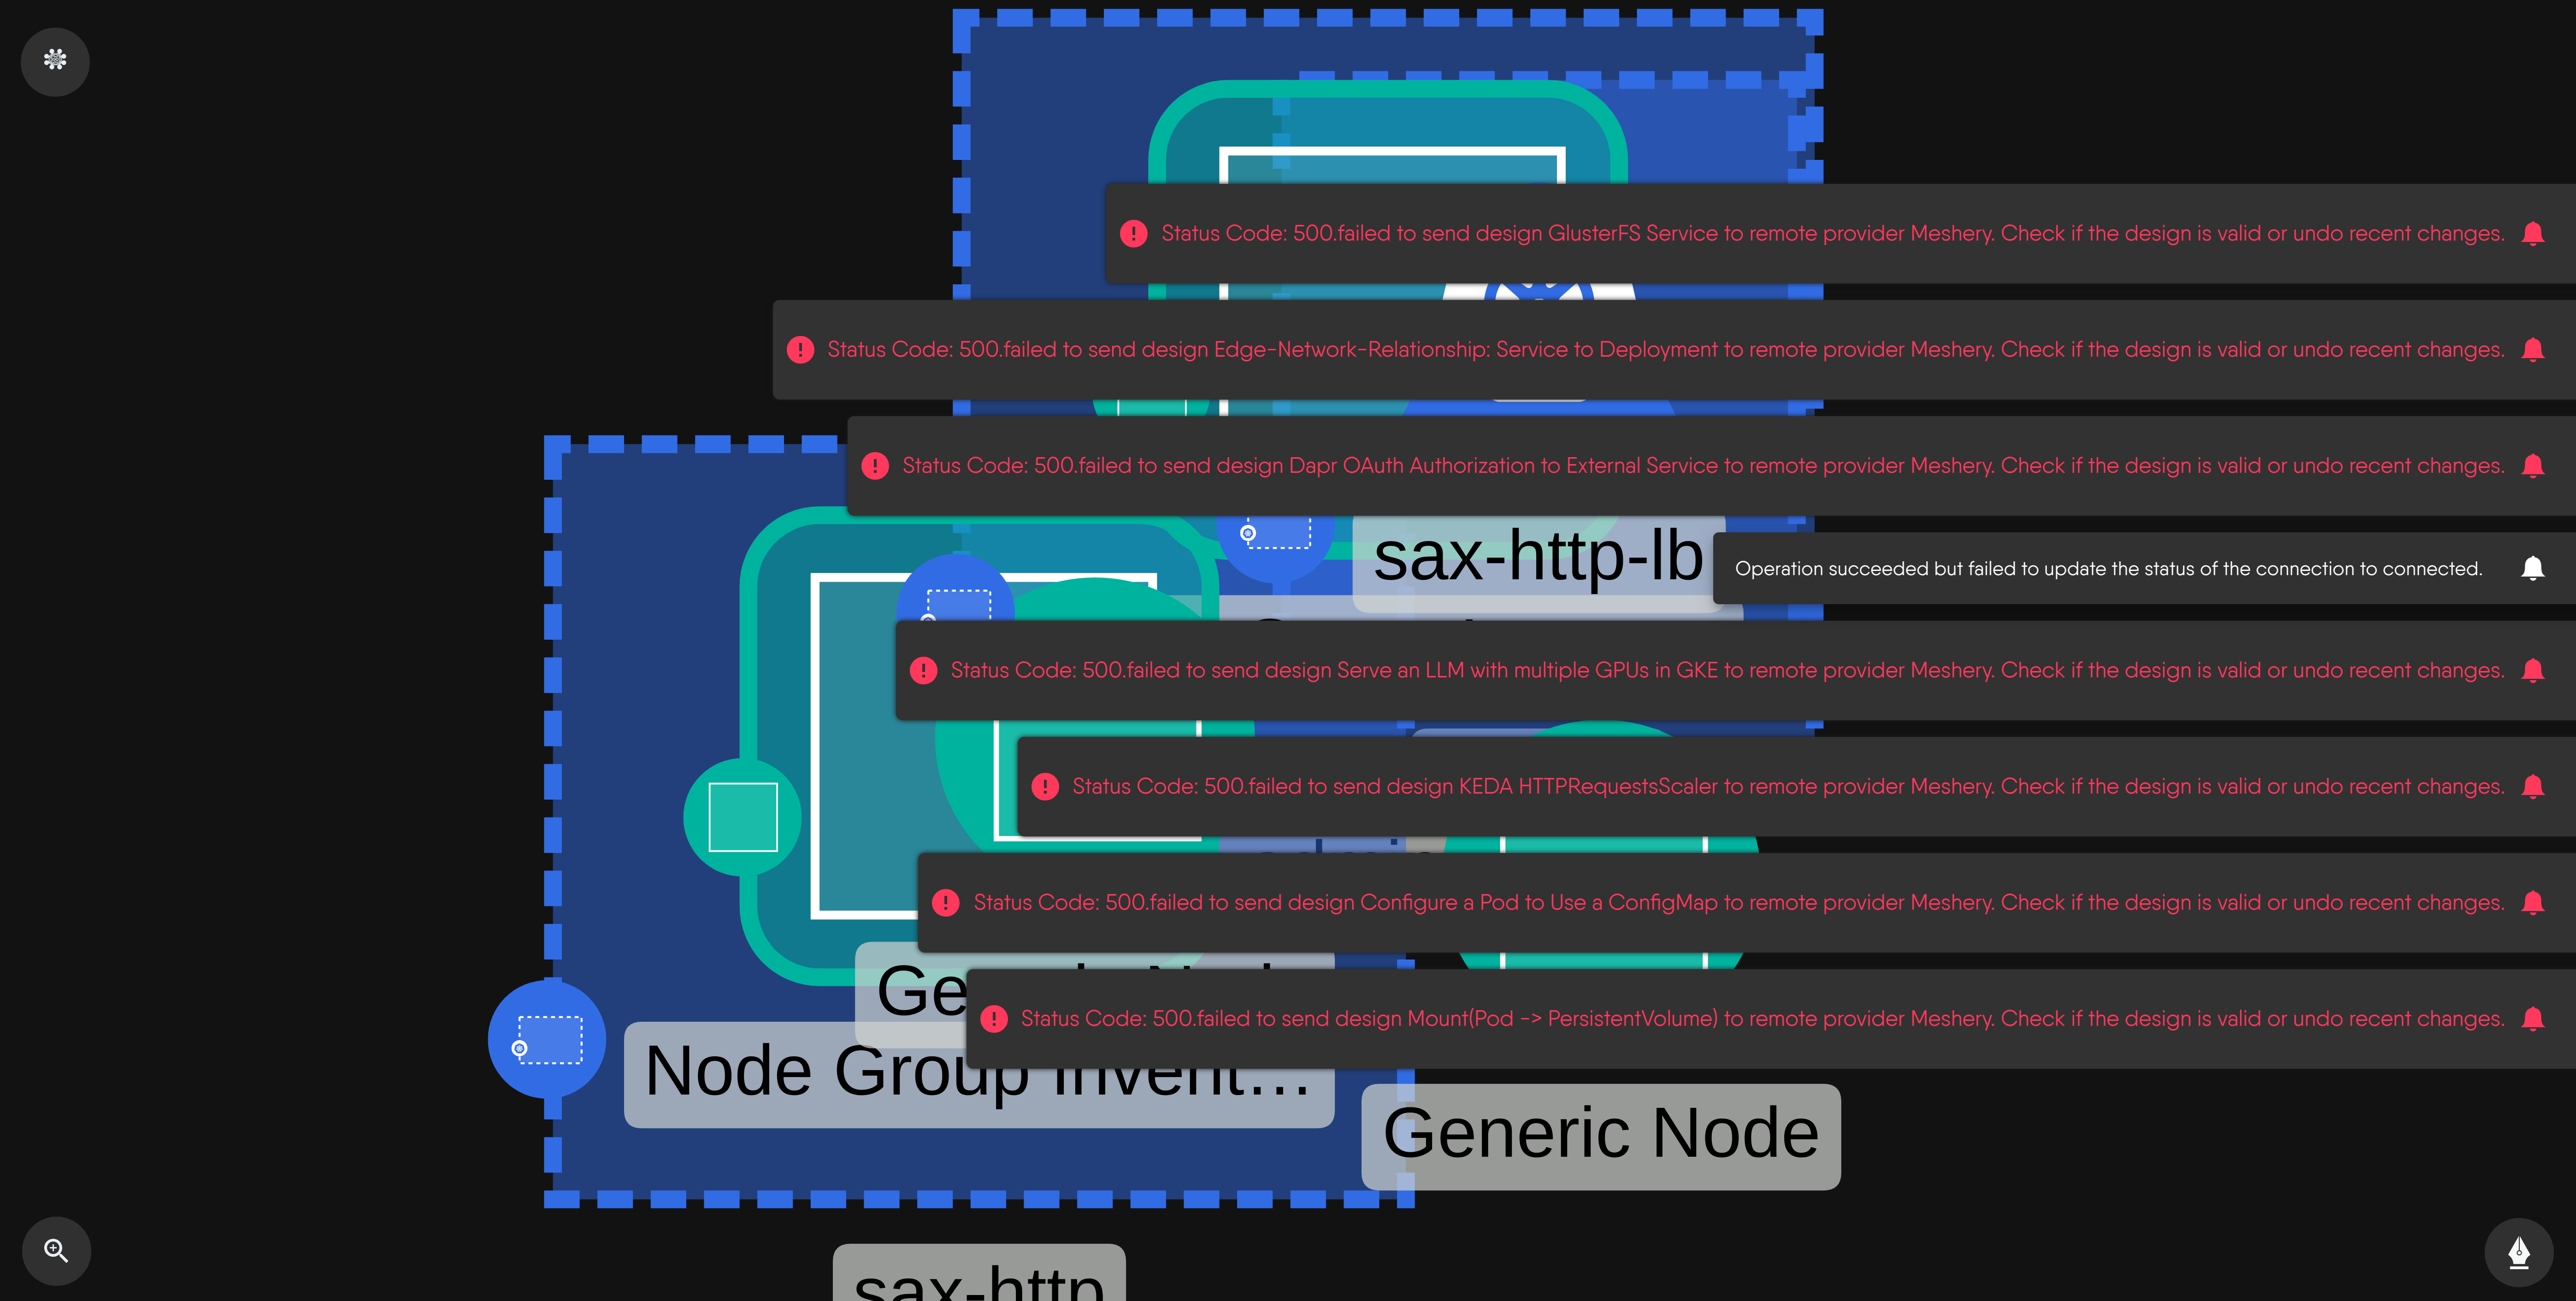 Status Code: 500.failed to send design GlusterFS Service to remote provider Meshery. Check if the design is valid or undo recent changes.
Status Code: 500.failed to send design Edge-Network-Relationship: Service to Deployment to remote provider Meshery. Check if the design is valid or undo recent changes.
Status Code: 500.failed to send design Dapr OAuth Authorization to External Service to remote provider Meshery. Check if the design is valid or undo recent changes.
sax-http-lb
Operation succeeded but failed to update the status of the connection to connected.
Status Code: 500.failed to send design Serve an LLM with multiple GPUs in GKE to remote provider Meshery. Check if the design is valid or undo recent changes.
Status Code: 500.failed to send design KEDA HTTPRequestsScaler to remote provider Meshery. Check if the design is valid or undo recent changes.
Status Code: 500.failed to send design Configure a Pod to Use a ConfigMap to remote provider Meshery. Check if the design is valid or undo recent changes.
Status Code: 500.failed to send design Mount(Pod -> PersistentVolume) to remote provider Meshery. Check if the design is valid or undo recent changes.
Node Group Invent...
Generic Node
sax-http